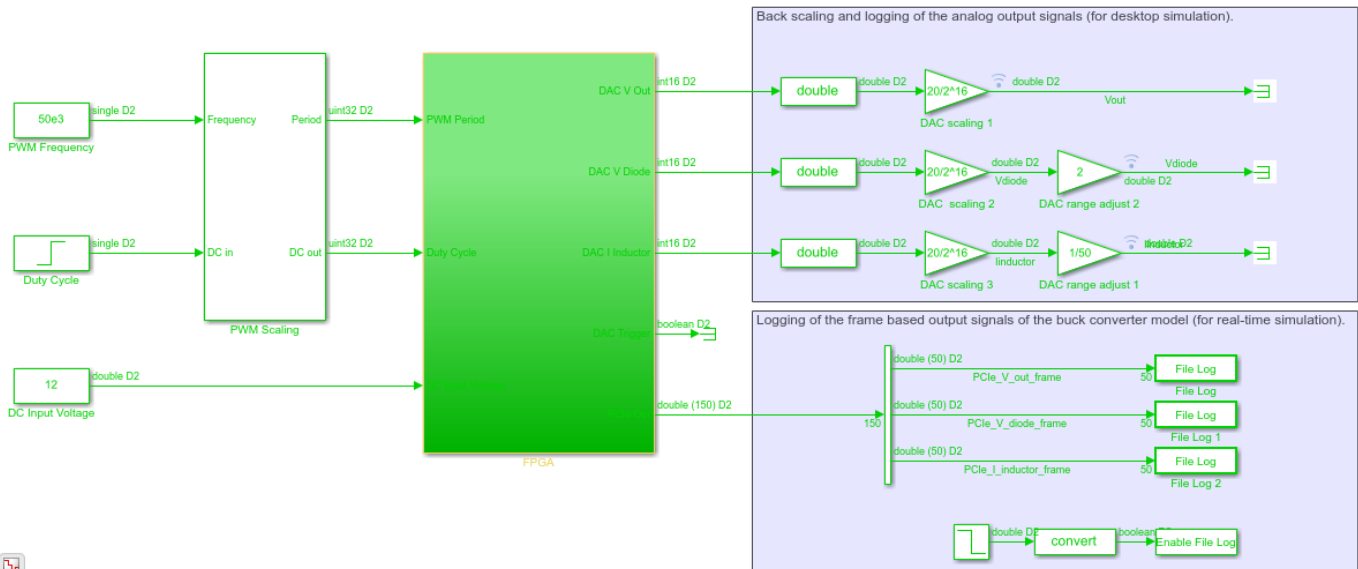 Back scaling and logging of the analog output signals (for desktop simulation).
50e3
single D2
PWM Frequency
Frequency
Period
uint32 D2
PWM Period
DAC V Out
int16 D2
double
double D2
20/2^16
double D2
Vout
DAC scaling 1
DAC V Diode
int16 D2
double
double D2
20/2^16
double D2
Vdiode
2
Vdiode
double D2
DAC  scaling 2
DAC range adjust 2
single D2
Duty Cycle
DC in
DC out
uint32 D2
Duty Cycle
DAC I Inductor
int16 D2
double
double D2
20/2^16
double D2
Iinductor
1/50
DAC scaling 3
DAC range adjust 1
PWM Scaling
DAC Trigger
boolean D2
12
double D2
DC Input Voltage
double (150) D2
FPGA
Logging of the frame based output signals of the buck converter model (for real-time simulation).
150
double (50) D2
PCIe_V_out_frame
50
File Log
File Log
double (50) D2
PCIe_V_diode_frame
50
File Log
File Log 1
double (50) D2
PCIe_I_inductor_frame
50
File Log
File Log 2
double D2
convert
boolean
Enable File Log